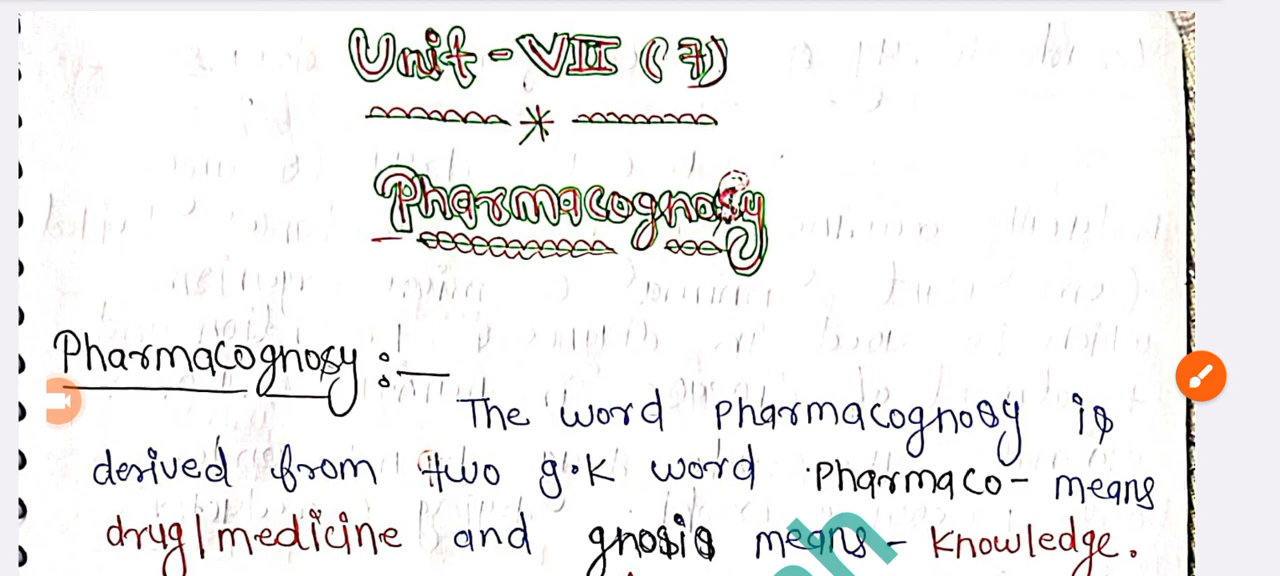 Unit-VII (7)
Pharmacognosy
Pharmacognosy :-
The word pharmacognosy is
derived from two g.k word Pharmaco- means
drug/medicine and gnosis means- Knowledge.